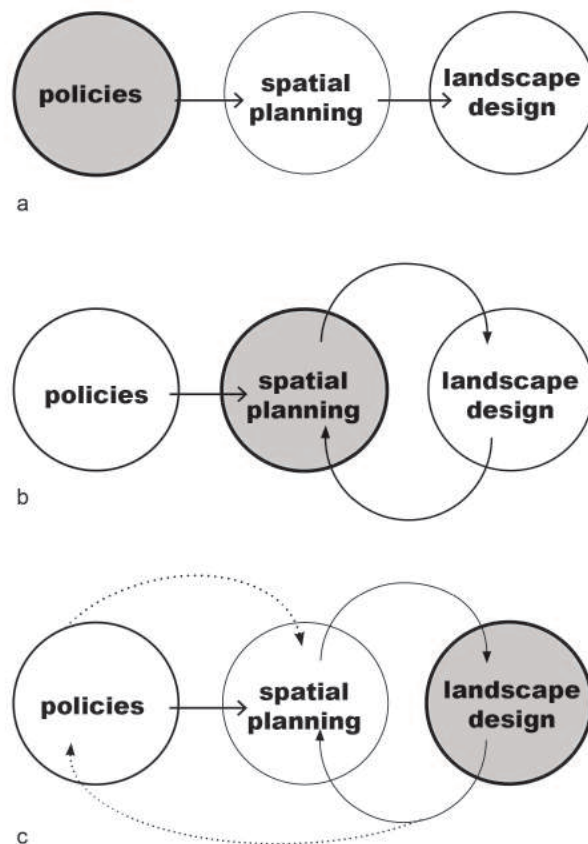 policies
spatial
planning
landscape
design
a
policies
spatial
planning
landscape
design
b
policies
spatial
planning
landscape
design
c